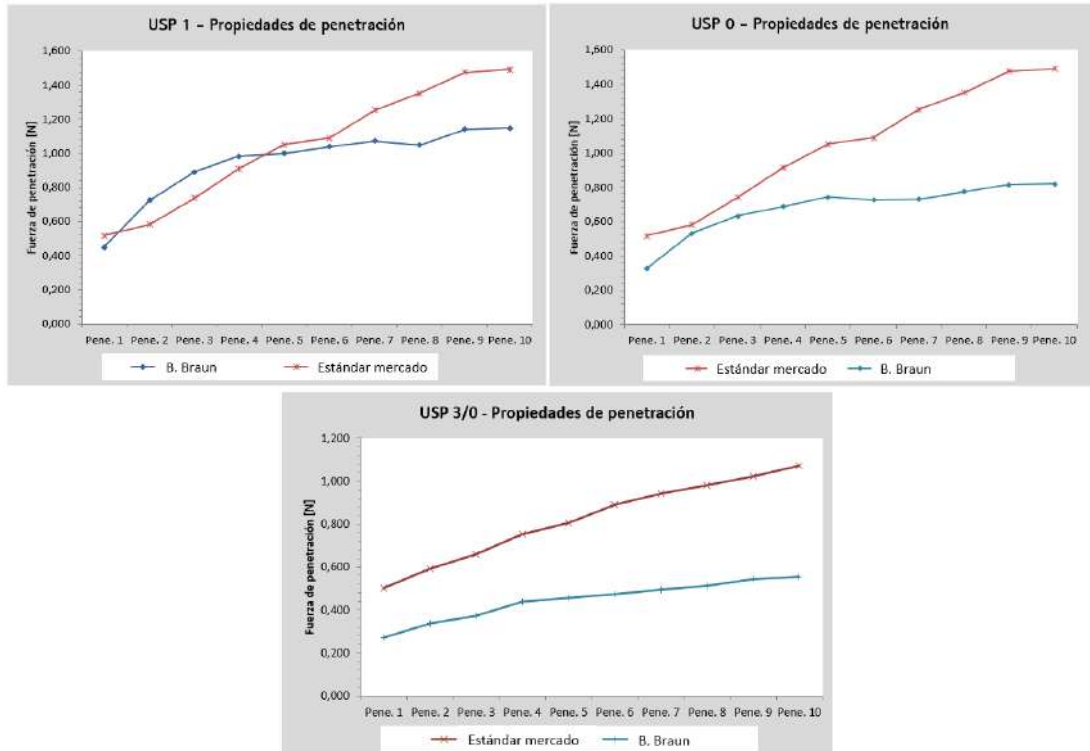 USP 1 – Propiedades de penetración
Fuerza de penetración [N]
1,600
1,400
1,200
1,000
0,800
0,600
0,400
0,200
0,000
Pene. 1 Pene. 2 Pene. 3 Pene. 4 Pene. 5 Pene. 6 Pene. 7 Pene. 8 Pene. 9 Pene. 10
B. Braun Estándar mercado
USP 0 – Propiedades de penetración
Fuerza de penetración [N]
1,600
1,400
1,200
1,000
0,800
0,600
0,400
0,200
0,000
Pene. 1 Pene. 2 Pene. 3 Pene. 4 Pene. 5 Pene. 6 Pene. 7 Pene. 8 Pene. 9 Pene. 10
Estándar mercado B. Braun
USP 3/0 - Propiedades de penetración
Fuerza de penetración [N]
1,200
1,000
0,800
0,600
0,400
0,200
0,000
Pene. 1 Pene. 2 Pene. 3 Pene. 4 Pene. 5 Pene. 6 Pene. 7 Pene. 8 Pene. 9 Pene. 10
Estándar mercado B. Braun